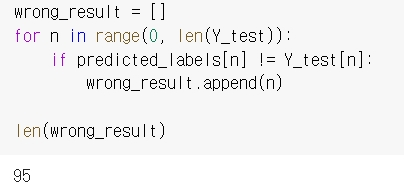 wrong_result = []
for n in range(0, len(Y_test)):
    if predicted_labels[n] != Y_test[n]:
        wrong_result.append(n)

len(wrong_result)
95